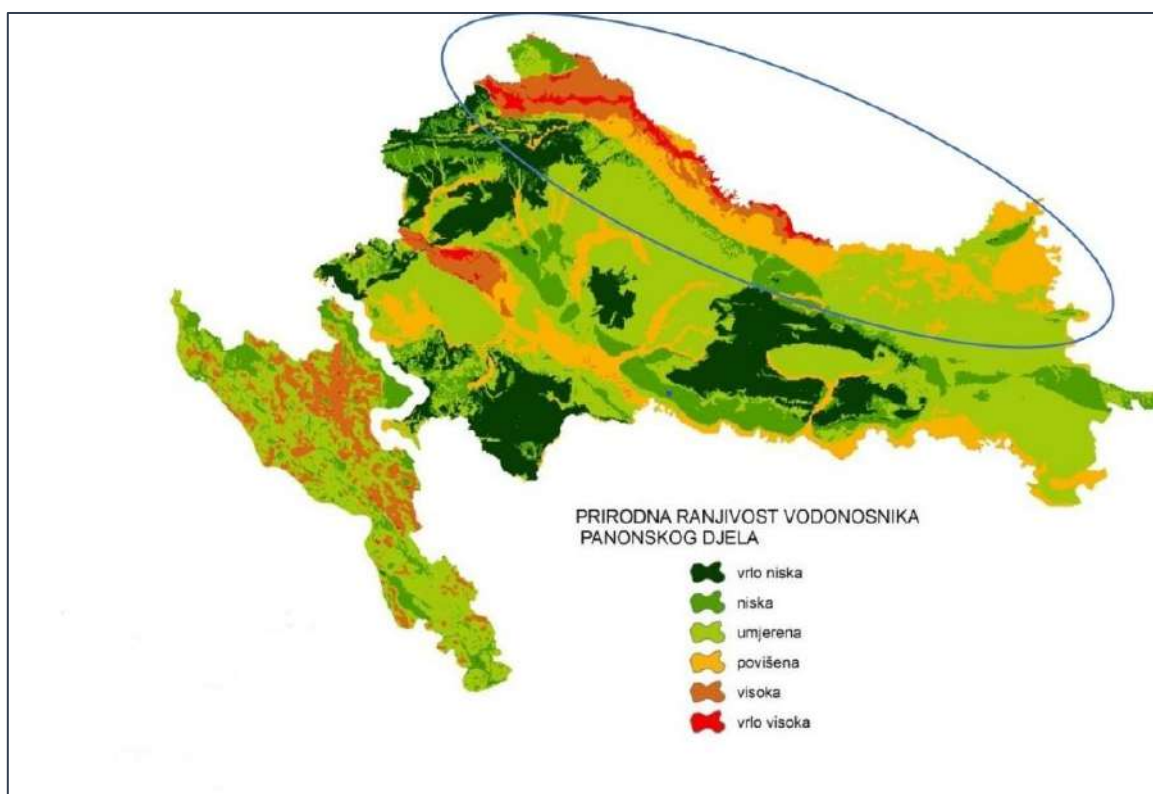 PRIRODNA RANJIVOST VODONOSNIKA
PANONSKOG DJELA
vrlo niska
niska
umjerena
povišena
visoka
vrlo visoka